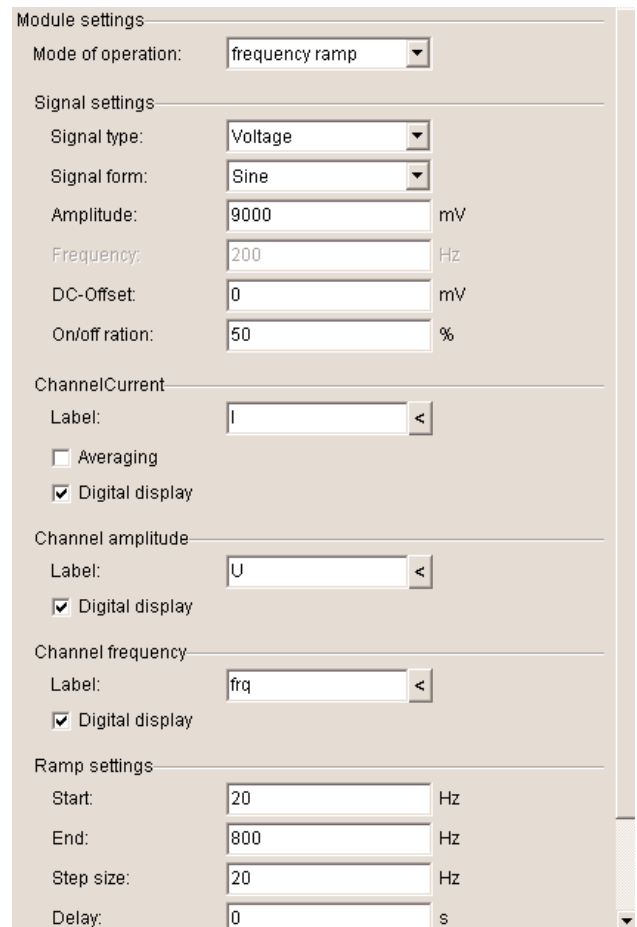 Module settings
Mode of operation: frequency ramp
Signal settings
Signal type: Voltage
Signal form: Sine
Amplitude: 9000 mV
Frequency: 200 Hz
DC-Offset: 0 mV
On/off ration: 50 %
ChannelCurrent
Label: I <
Averaging
Digital display
Channel amplitude
Label: U <
Digital display
Channel frequency
Label: frq <
Digital display
Ramp settings
Start: 20 Hz
End: 800 Hz
Step size: 20 Hz
Delay: 0 s